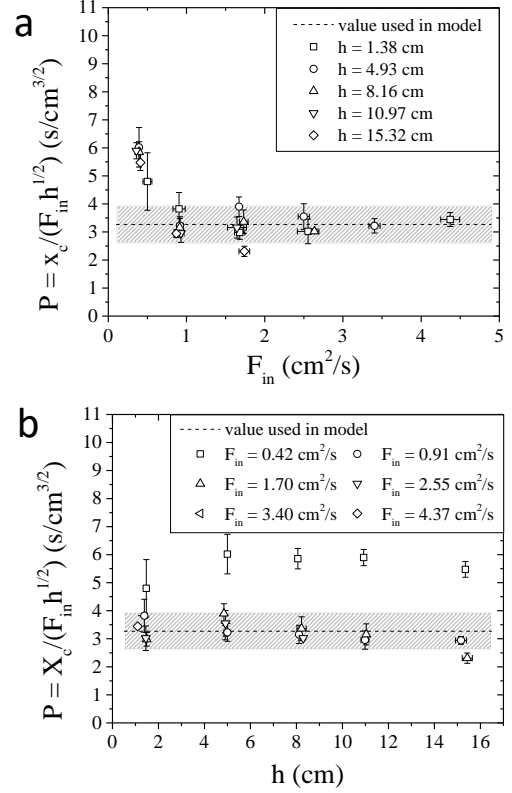 a
value used in model
h = 1.38 cm
h = 4.93 cm
h = 8.16 cm
h = 10.97 cm
h = 15.32 cm
11
10
9
8
7
6
5
4
3
2
1
0
P = x_c/(F_in h^1/2) (s/cm^3/2)
0 1 2 3 4 5
F_in (cm^2/s)
b
value used in model
F_in = 0.42 cm^2/s F_in = 0.91 cm^2/s
F_in = 1.70 cm^2/s F_in = 2.55 cm^2/s
F_in = 3.40 cm^2/s F_in = 4.37 cm^2/s
11
10
9
8
7
6
5
4
3
2
1
0
P = X_c/(F_in h^1/2) (s/cm^3/2)
0 2 4 6 8 10 12 14 16
h (cm)